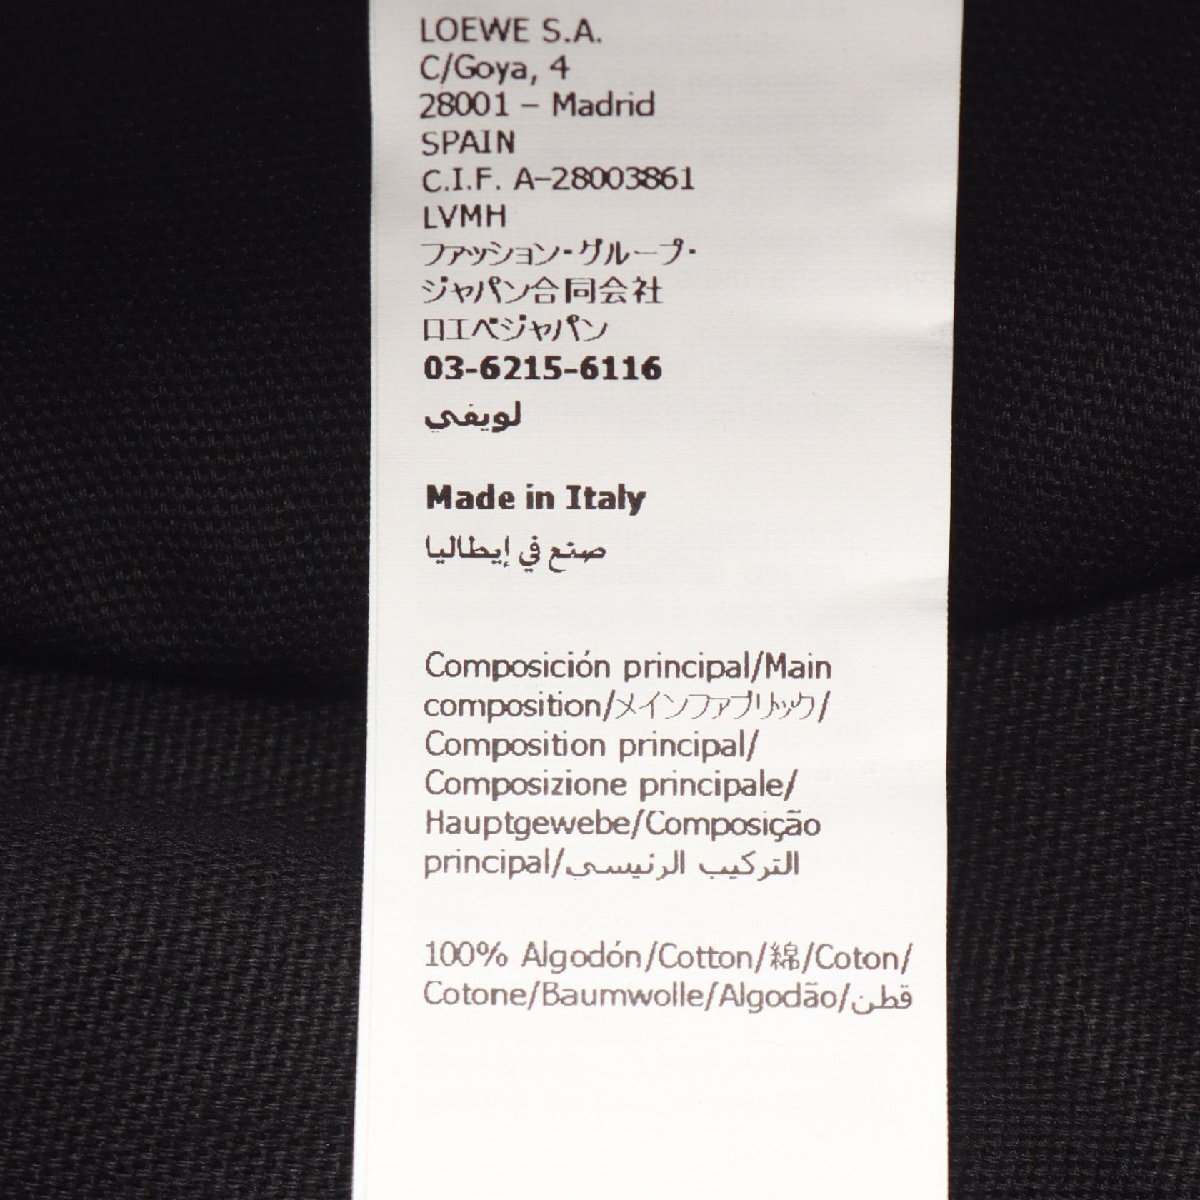 LOEWE S.A.
C/Goya, 4
28001 – Madrid
SPAIN
C.I.F. A-28003861
LVMH
ファッション・グループ・
ジャパン合同会社
ロエベジャパン
03-6215-6116
لويفي
Made in Italy
صنع في إيطاليا
Composición principal/Main
composition/メインファブリック/
Composition principal/
Composizione principale/
Hauptgewebe/Composição
principal/التركيب الرئيسي
100% Algodón/Cotton/綿/Coton/
Cotone/Baumwolle/Algodão/قطن